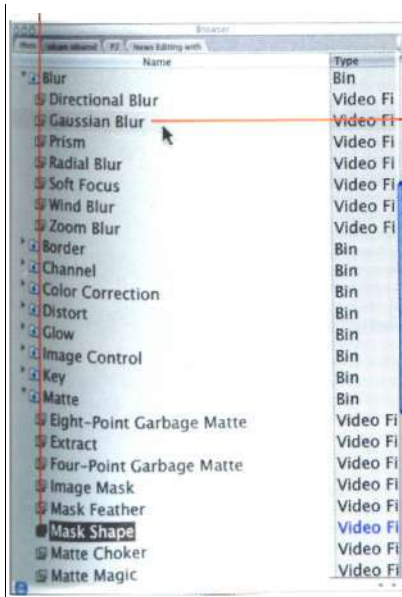 Browser
News Editing with
Name Type
Blur Bin
Directional Blur Video Fi
Gaussian Blur Video Fi
Prism Video Fi
Radial Blur Video Fi
Soft Focus Video Fi
Wind Blur Video Fi
Zoom Blur Video Fi
Border Bin
Channel Bin
Color Correction Bin
Distort Bin
Glow Bin
Image Control Bin
Key Bin
Matte Bin
Eight-Point Garbage Matte Video Fi
Extract Video Fi
Four-Point Garbage Matte Video Fi
Image Mask Video Fi
Mask Feather Video Fi
Mask Shape Video Fi
Matte Choker Video Fi
Matte Magic Video Fi